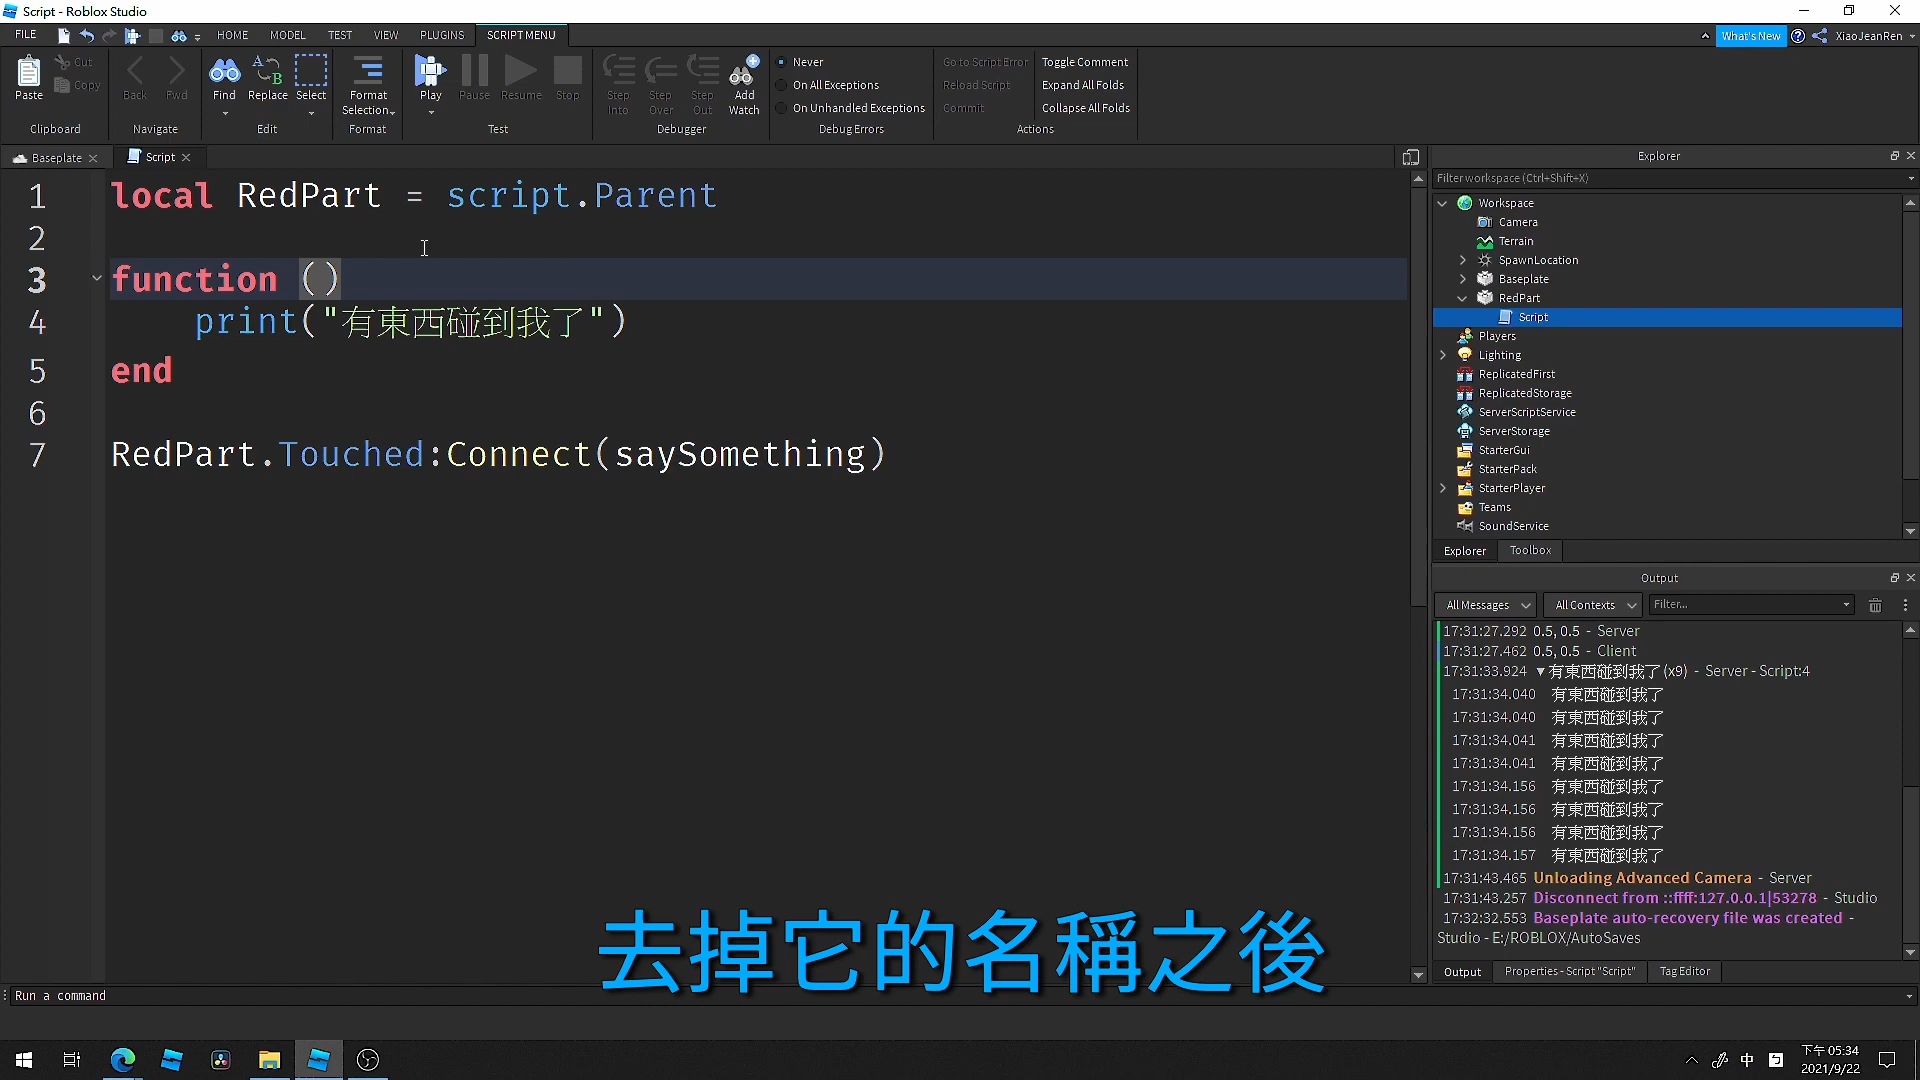 Script - Roblox Studio
FILE HOME MODEL TEST VIEW PLUGINS SCRIPT MENU What's New XiaoJeanRen
Paste Cut Copy Back Fwd Find Replace Select Format Selection Play Pause Resume Stop Step Into Step Over Step Out Add Watch
Never
On All Exceptions
On Unhandled Exceptions
Go to Script Error
Reload Script
Commit
Toggle Comment
Expand All Folds
Collapse All Folds
Clipboard Navigate Edit Format Test Debugger Debug Errors Actions
Baseplate Script
1 local RedPart = script.Parent
2
3 function ()
4 print("有東西碰到我了")
5 end
6
7 RedPart.Touched:Connect(saySomething)
Explorer
Filter workspace (Ctrl+Shift+X)
Workspace
Camera
Terrain
SpawnLocation
Baseplate
RedPart
Script
Players
Lighting
ReplicatedFirst
ReplicatedStorage
ServerScriptService
ServerStorage
StarterGui
StarterPack
StarterPlayer
Teams
SoundService
Explorer Toolbox
Output
All Messages All Contexts Filter...
17:31:27.292 0.5, 0.5 - Server
17:31:27.462 0.5, 0.5 - Client
17:31:33.924 ▼ 有東西碰到我了 (x9) - Server - Script:4
17:31:34.040 有東西碰到我了
17:31:34.040 有東西碰到我了
17:31:34.041 有東西碰到我了
17:31:34.041 有東西碰到我了
17:31:34.156 有東西碰到我了
17:31:34.156 有東西碰到我了
17:31:34.156 有東西碰到我了
17:31:34.157 有東西碰到我了
17:31:43.465 Unloading Advanced Camera - Server
17:31:43.257 Disconnect from ::ffff:127.0.0.1|53278 - Studio
17:32:32.553 Baseplate auto-recovery file was created -
Studio - E:/ROBLOX/AutoSaves
Output Properties - Script "Script" Tag Editor
去掉它的名稱之後
Run a command
中 下午 05:34
2021/9/22